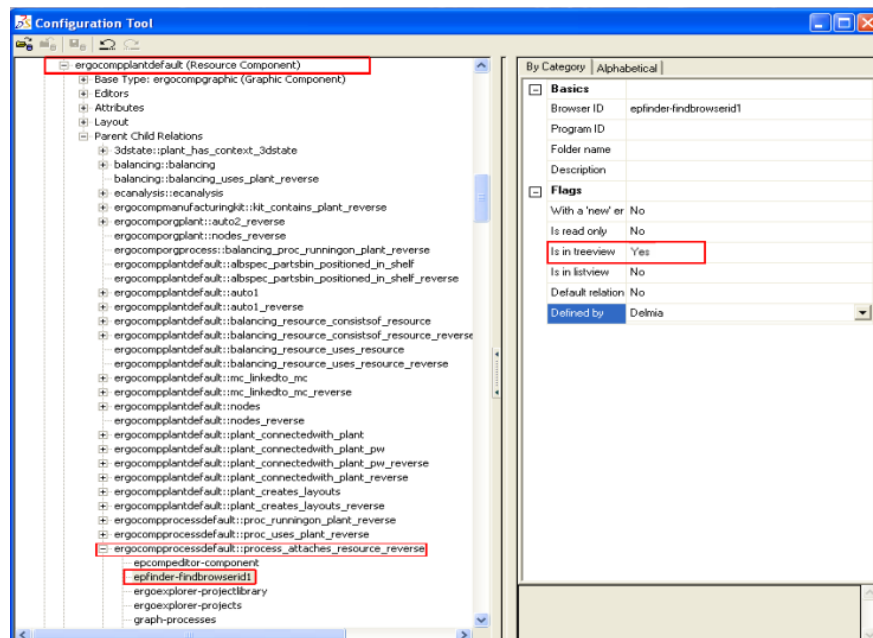 Configuration Tool
ergocompplantdefault (Resource Component)
Base Type: ergocompgraphic (Graphic Component)
Editors
Attributes
Layout
Parent Child Relations
3dstate::plant_has_context_3dstate
balancing::balancing
balancing::balancing_uses_plant_reverse
ecanalysis::ecanalysis
ergocompmanufacturingkit::kit_contains_plant_reverse
ergocomporgplant::auto2_reverse
ergocomporgplant::nodes_reverse
ergocomporgprocess::balancing_proc_runningon_plant_reverse
ergocompplantdefault::albspec_partsbin_positioned_in_shelf
ergocompplantdefault::albspec_partsbin_positioned_in_shelf_reverse
ergocompplantdefault::auto1
ergocompplantdefault::auto1_reverse
ergocompplantdefault::balancing_resource_consistsof_resource
ergocompplantdefault::balancing_resource_consistsof_resource_reverse
ergocompplantdefault::balancing_resource_uses_resource
ergocompplantdefault::balancing_resource_uses_resource_reverse
ergocompplantdefault::mc_linkedto_mc
ergocompplantdefault::mc_linkedto_mc_reverse
ergocompplantdefault::nodes
ergocompplantdefault::nodes_reverse
ergocompplantdefault::plant_connectedwith_plant
ergocompplantdefault::plant_connectedwith_plant_pw
ergocompplantdefault::plant_connectedwith_plant_pw_reverse
ergocompplantdefault::plant_connectedwith_plant_reverse
ergocompplantdefault::plant_creates_layouts
ergocompplantdefault::plant_creates_layouts_reverse
ergocompprocessdefault::proc_runningon_plant_reverse
ergocompprocessdefault::proc_uses_plant_reverse
ergocompprocessdefault::process_attaches_resource_reverse
epcompeditor-component
epfinder-findbrowserid1
ergoexplorer-projectlibrary
ergoexplorer-projects
graph-processes
By Category Alphabetical
Basics
Browser ID epfinder-findbrowserid1
Program ID
Folder name
Description
Flags
With a 'new' er No
Is read only No
Is in treeview Yes
Is in listview No
Default relation No
Defined by Delmia